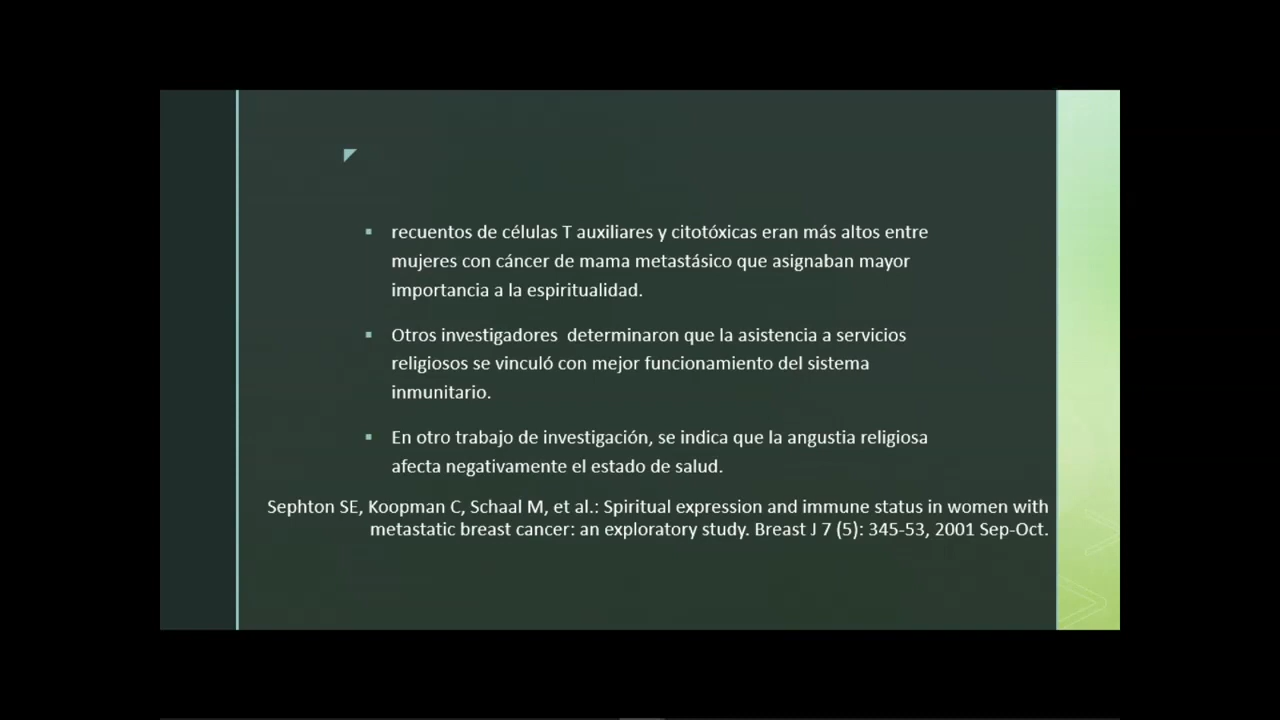 ▪ recuentos de células T auxiliares y citotóxicas eran más altos entre
mujeres con cáncer de mama metastásico que asignaban mayor
importancia a la espiritualidad.
▪ Otros investigadores  determinaron que la asistencia a servicios
religiosos se vinculó con mejor funcionamiento del sistema
inmunitario.
▪ En otro trabajo de investigación, se indica que la angustia religiosa
afecta negativamente el estado de salud.
Sephton SE, Koopman C, Schaal M, et al.: Spiritual expression and immune status in women with
metastatic breast cancer: an exploratory study. Breast J 7 (5): 345-53, 2001 Sep-Oct.